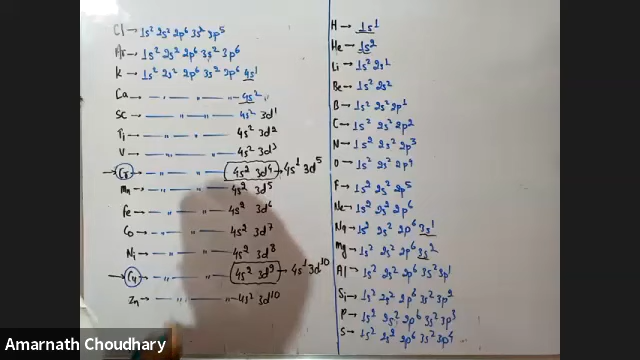 Cl → 1s² 2s² 2p⁶ 3s² 3p⁵
Ar → 1s² 2s² 2p⁶ 3s² 3p⁶
K → 1s² 2s² 2p⁶ 3s² 3p⁶ 4s¹
Ca → — " — " — 4s²
Sc → — " — " — 4s² 3d¹
Ti → — " — " — 4s² 3d²
V → — " — " — 4s² 3d³
→ Cr → — " — " — 4s² 3d⁴ → 4s¹ 3d⁵
Mn → — " — " — 4s² 3d⁵
Fe → — " — " — 4s² 3d⁶
Co → — " — " — 4s² 3d⁷
Ni → — " — " — 4s² 3d⁸
→ Cu → — " — " — 4s² 3d⁹ → 4s¹ 3d¹⁰
Zn → — " — " — 4s² 3d¹⁰
H → 1s¹
He → 1s²
Li → 1s² 2s¹
Be → 1s² 2s²
B → 1s² 2s² 2p¹
C → 1s² 2s² 2p²
N → 1s² 2s² 2p³
O → 1s² 2s² 2p⁴
F → 1s² 2s² 2p⁵
Ne → 1s² 2s² 2p⁶
Na → 1s² 2s² 2p⁶ 3s¹
Mg → 1s² 2s² 2p⁶ 3s²
Al → 1s² 2s² 2p⁶ 3s² 3p¹
Si → 1s² 2s² 2p⁶ 3s² 3p²
P → 1s² 2s² 2p⁶ 3s² 3p³
S → 1s² 2s² 2p⁶ 3s² 3p⁴
Amarnath Choudhary